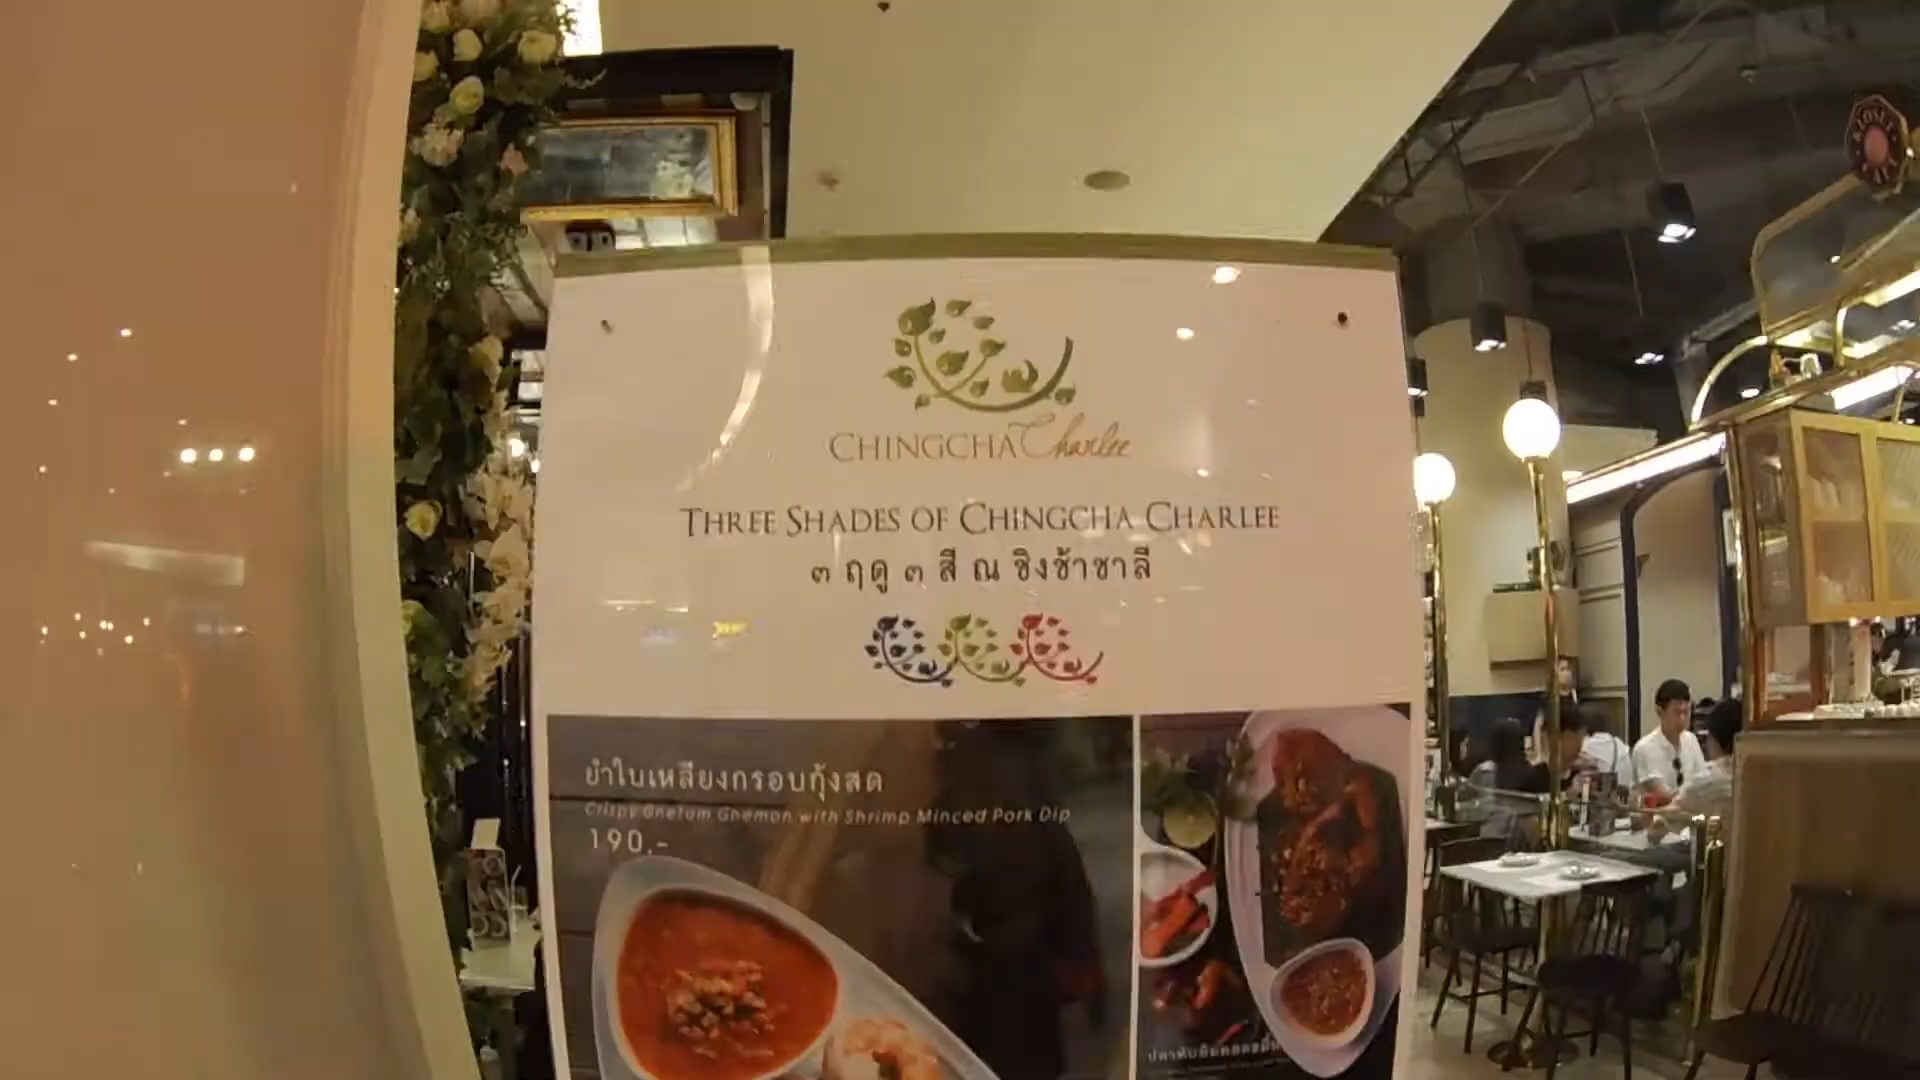 CHINGCHA Charlee
THREE SHADES OF CHINGCHA CHARLEE
๓ ฤดู ๓ สี ณ ชิงช้าชาลี
ยำใบเหลียงกรอบกุ้งสด
Crispy Gnetum Gnemon with Shrimp Minced Pork Dip
190.-